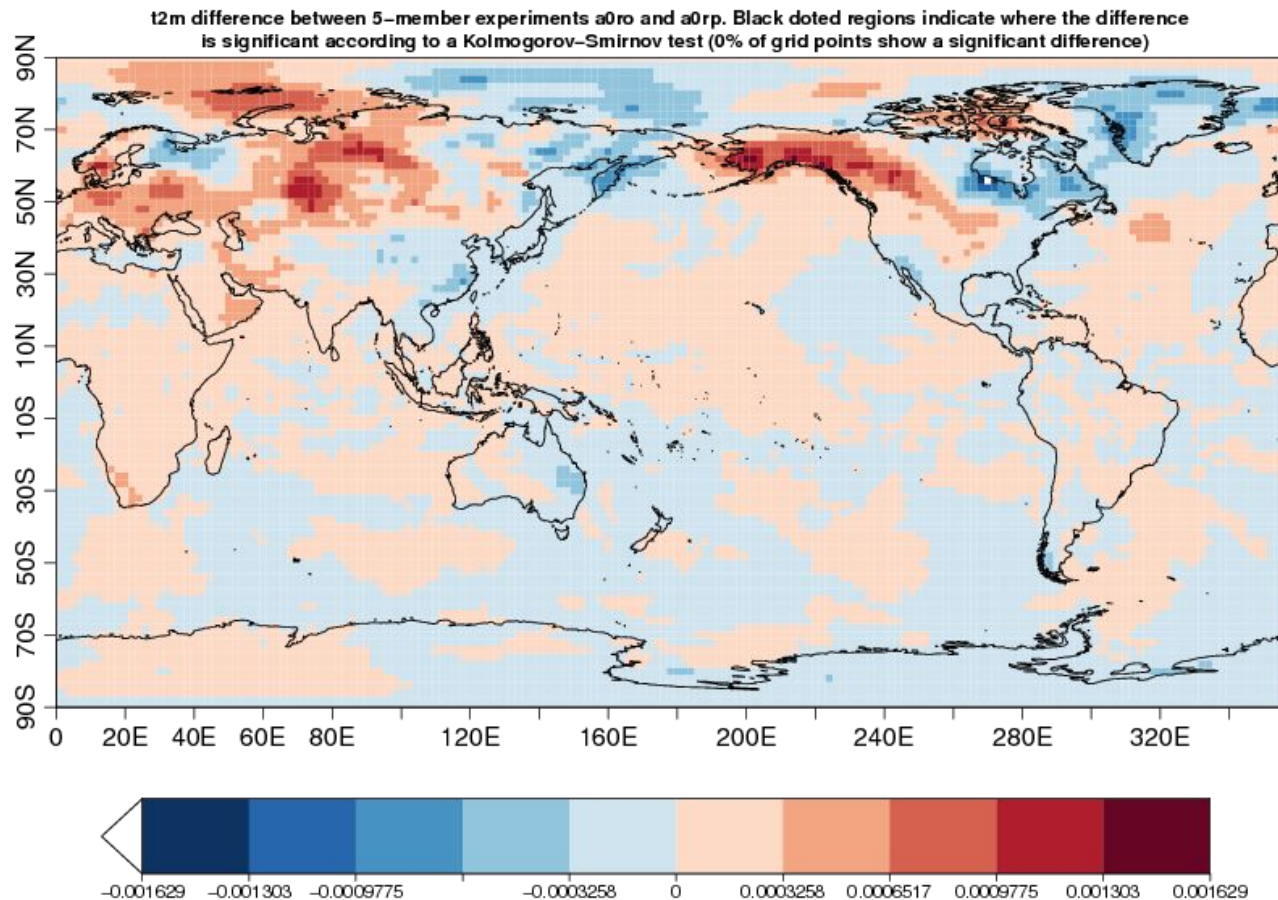 t2m difference between 5−member experiments a0ro and a0rp. Black doted regions indicate where the difference
is significant according to a Kolmogorov−Smirnov test (0% of grid points show a significant difference)
90N
70N
50N
30N
10N
10S
30S
50S
70S
90S
0 20E 40E 60E 80E 120E 160E 200E 240E 280E 320E
−0.001629 −0.001303 −0.0009775 −0.0003258 0 0.0003258 0.0006517 0.0009775 0.001303 0.001629